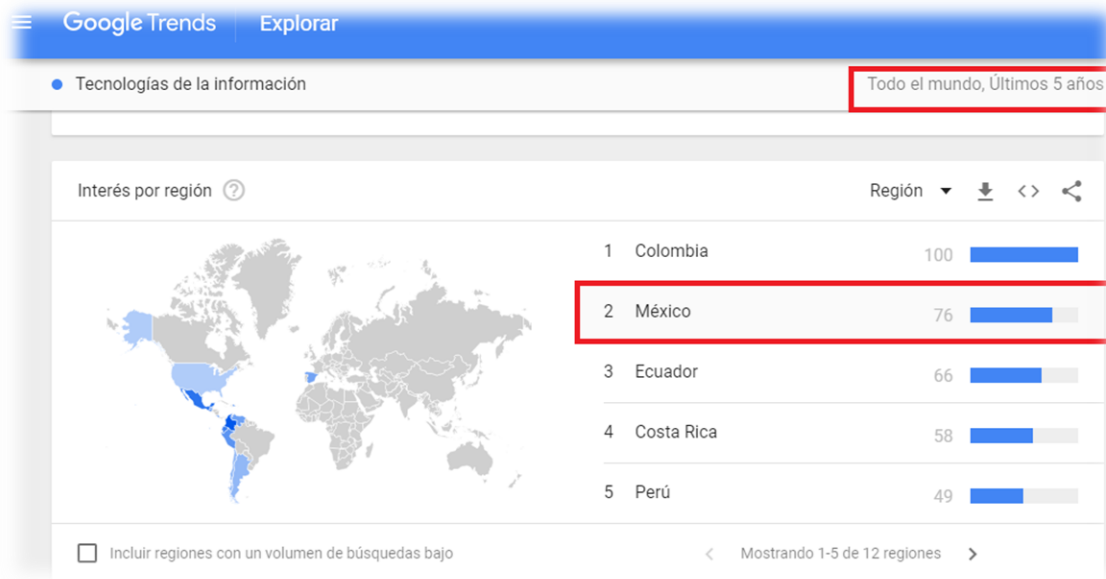 Google Trends Explorar
Tecnologías de la información Todo el mundo, Últimos 5 años
Interés por región ? Región
1 Colombia 100
2 México 76
3 Ecuador 66
4 Costa Rica 58
5 Perú 49
Incluir regiones con un volumen de búsquedas bajo Mostrando 1-5 de 12 regiones